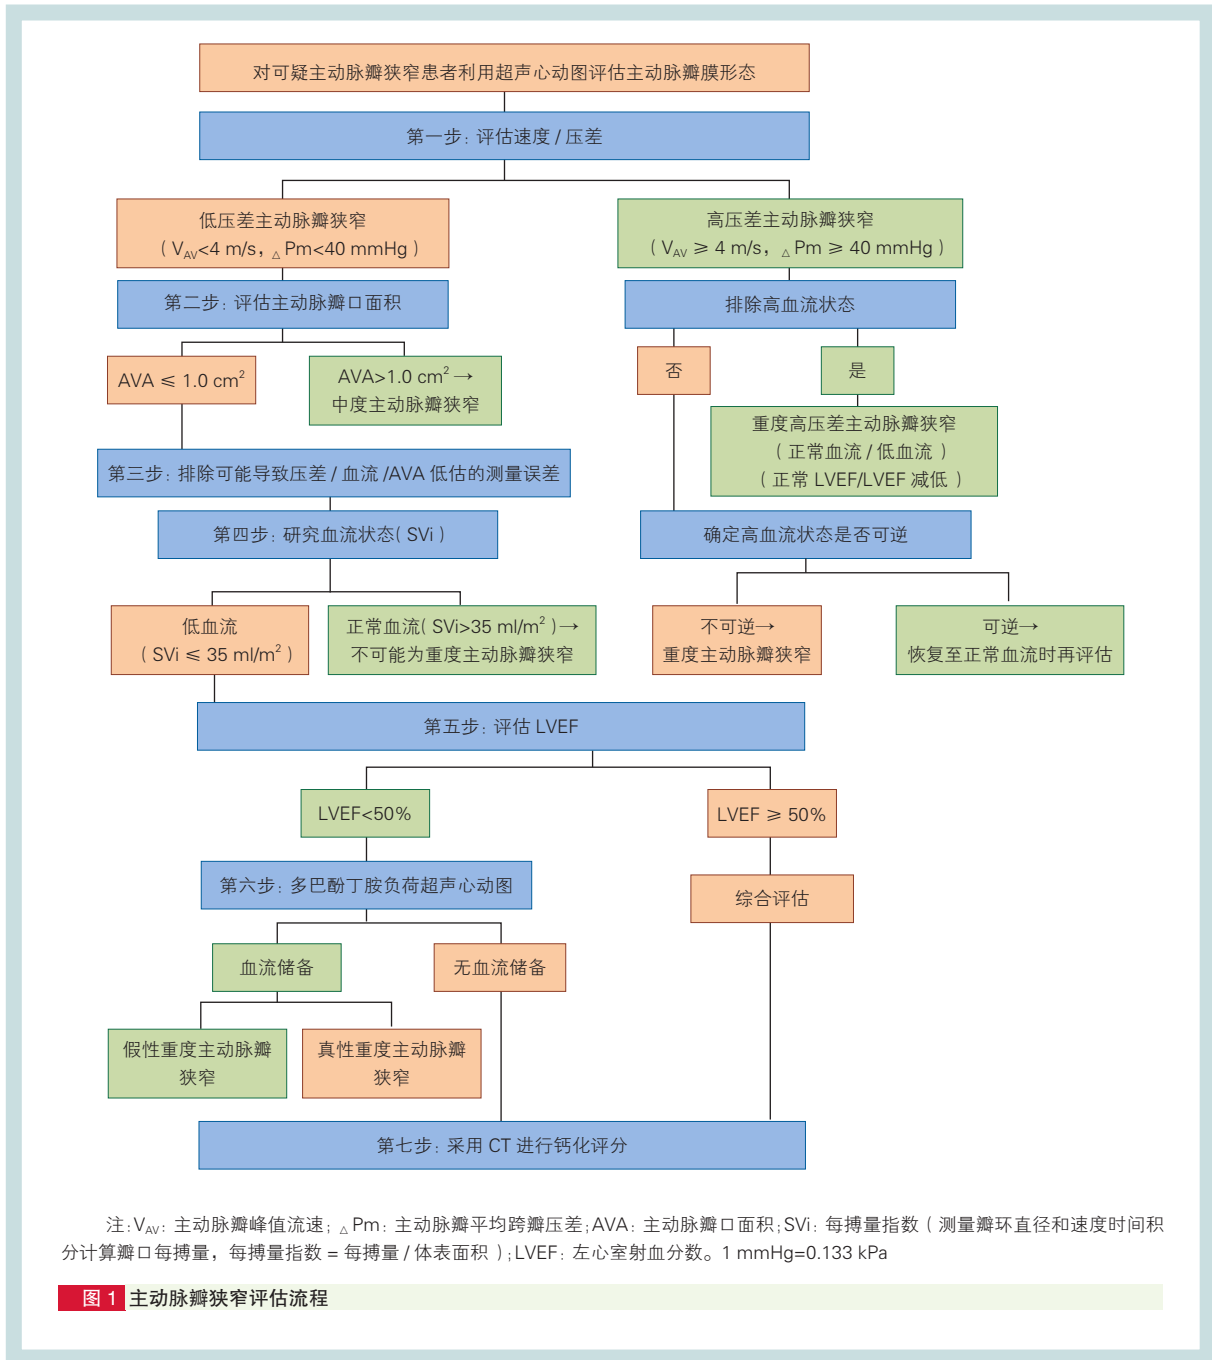 对可疑主动脉瓣狭窄患者利用超声心动图评估主动脉瓣膜形态
第一步：评估速度 / 压差
低压差主动脉瓣狭窄
（ V_AV<4 m/s，△ Pm<40 mmHg ）
高压差主动脉瓣狭窄
（ V_AV ≥ 4 m/s，△ Pm ≥ 40 mmHg ）
第二步：评估主动脉瓣口面积
排除高血流状态
AVA ≤ 1.0 cm²
AVA>1.0 cm² →
中度主动脉瓣狭窄
否
是
重度高压差主动脉瓣狭窄
（ 正常血流 / 低血流 ）
（ 正常 LVEF/LVEF 减低 ）
第三步：排除可能导致压差 / 血流 /AVA 低估的测量误差
第四步：研究血流状态（ SVi ）
确定高血流状态是否可逆
低血流
（ SVi ≤ 35 ml/m² ）
正常血流（ SVi>35 ml/m² ）→
不可能为重度主动脉瓣狭窄
不可逆→
重度主动脉瓣狭窄
可逆→
恢复至正常血流时再评估
第五步：评估 LVEF
LVEF<50%
LVEF ≥ 50%
第六步：多巴酚丁胺负荷超声心动图
综合评估
血流储备
无血流储备
假性重度主动脉瓣
狭窄
真性重度主动脉瓣
狭窄
第七步：采用 CT 进行钙化评分
注：V_AV：主动脉瓣峰值流速；△ Pm：主动脉瓣平均跨瓣压差；AVA：主动脉瓣口面积；SVi：每搏量指数（ 测量瓣环直径和速度时间积
分计算瓣口每搏量，每搏量指数 = 每搏量 / 体表面积 ）；LVEF：左心室射血分数。1 mmHg=0.133 kPa
图 1 主动脉瓣狭窄评估流程